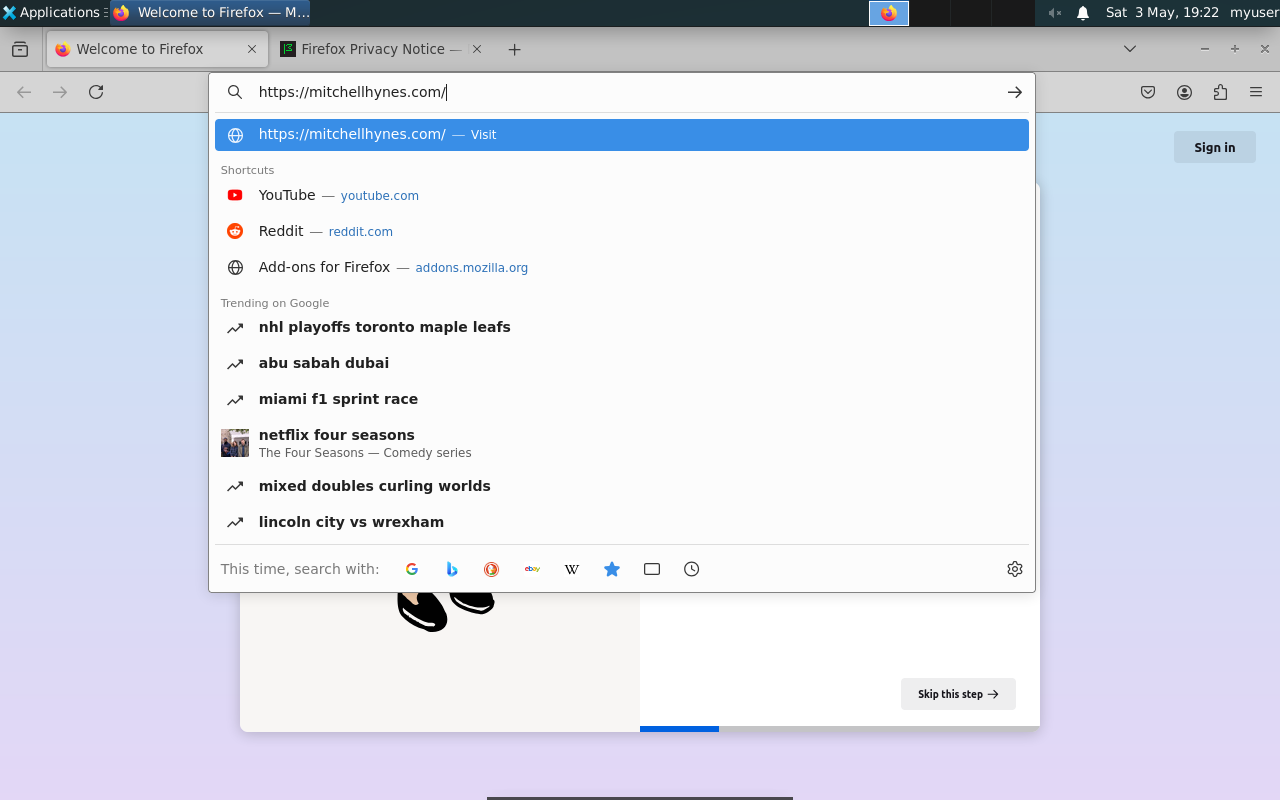 Applications
Welcome to Firefox — M...
Sat 3 May, 19:22
myuser
Welcome to Firefox
Firefox Privacy Notice —
https://mitchellhynes.com/
https://mitchellhynes.com/ — Visit
Sign in
Shortcuts
YouTube — youtube.com
Reddit — reddit.com
Add-ons for Firefox — addons.mozilla.org
Trending on Google
nhl playoffs toronto maple leafs
abu sabah dubai
miami f1 sprint race
netflix four seasons
The Four Seasons — Comedy series
mixed doubles curling worlds
lincoln city vs wrexham
This time, search with:
ebay
W
Skip this step